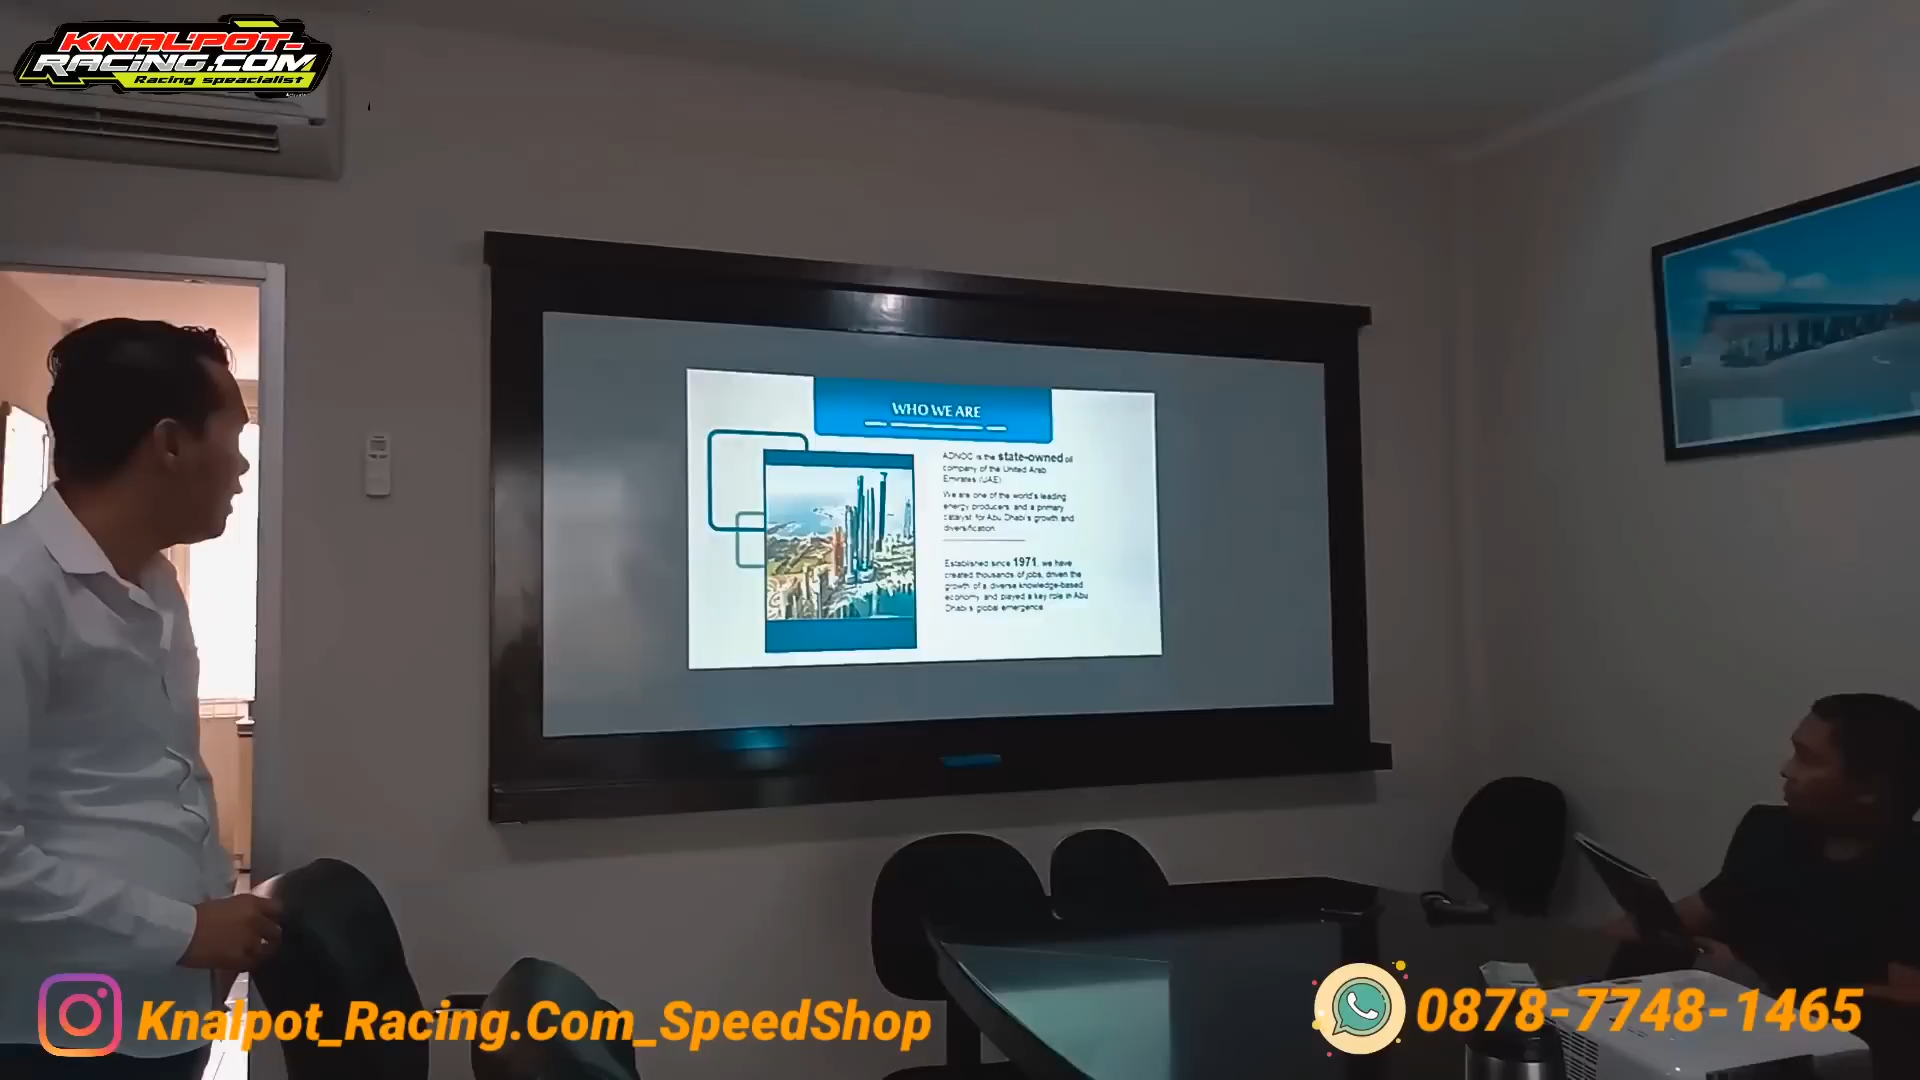 KNALPOT-
RACING.COM
Racing speacialist
WHO WE ARE
ADNOC is the state-owned oil
company of the United Arab
Emirates (UAE)
We are one of the world's leading
energy producers and a primary
catalyst for Abu Dhabi's growth and
diversification
Established since 1971, we have
created thousands of jobs, driven the
growth of a diverse knowledge-based
economy and played a key role in Abu
Dhabi's global emergence
Knalpot_Racing.Com_SpeedShop
0878-7748-1465